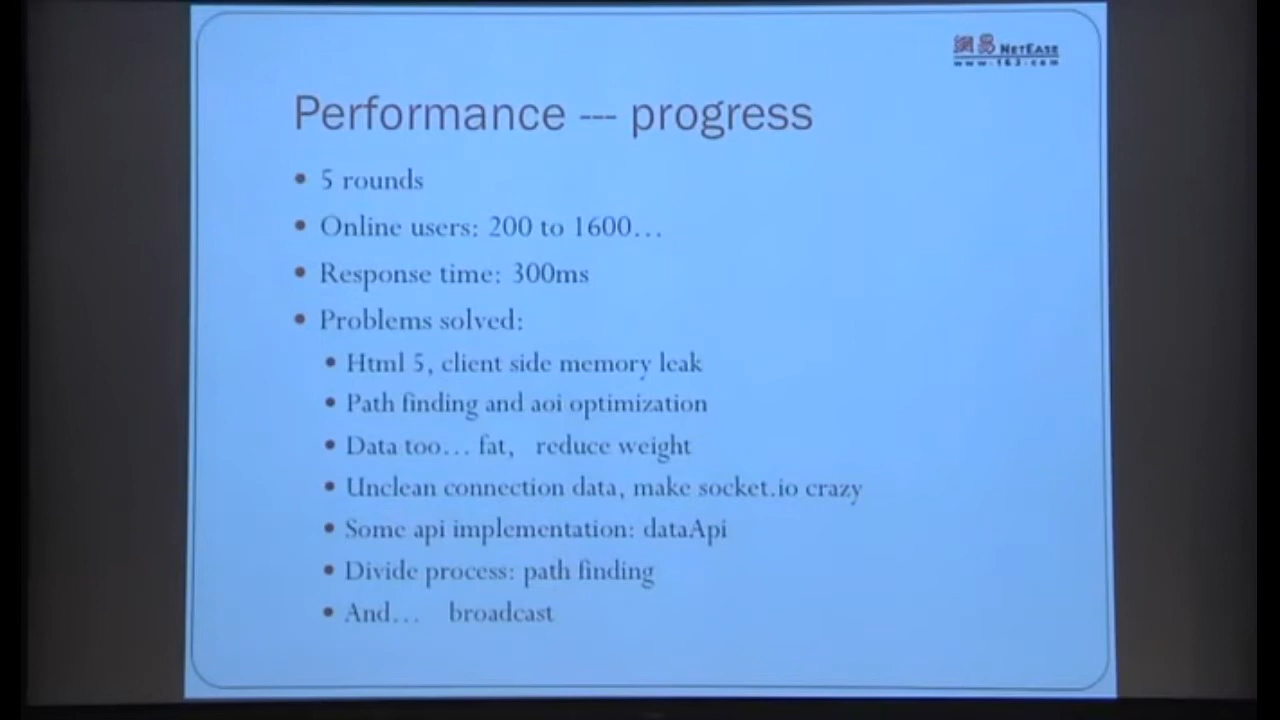 網易 NETEASE
www.163.com
Performance --- progress
• 5 rounds
• Online users: 200 to 1600…
• Response time: 300ms
• Problems solved:
• Html 5, client side memory leak
• Path finding and aoi optimization
• Data too… fat, reduce weight
• Unclean connection data, make socket.io crazy
• Some api implementation: dataApi
• Divide process: path finding
• And… broadcast